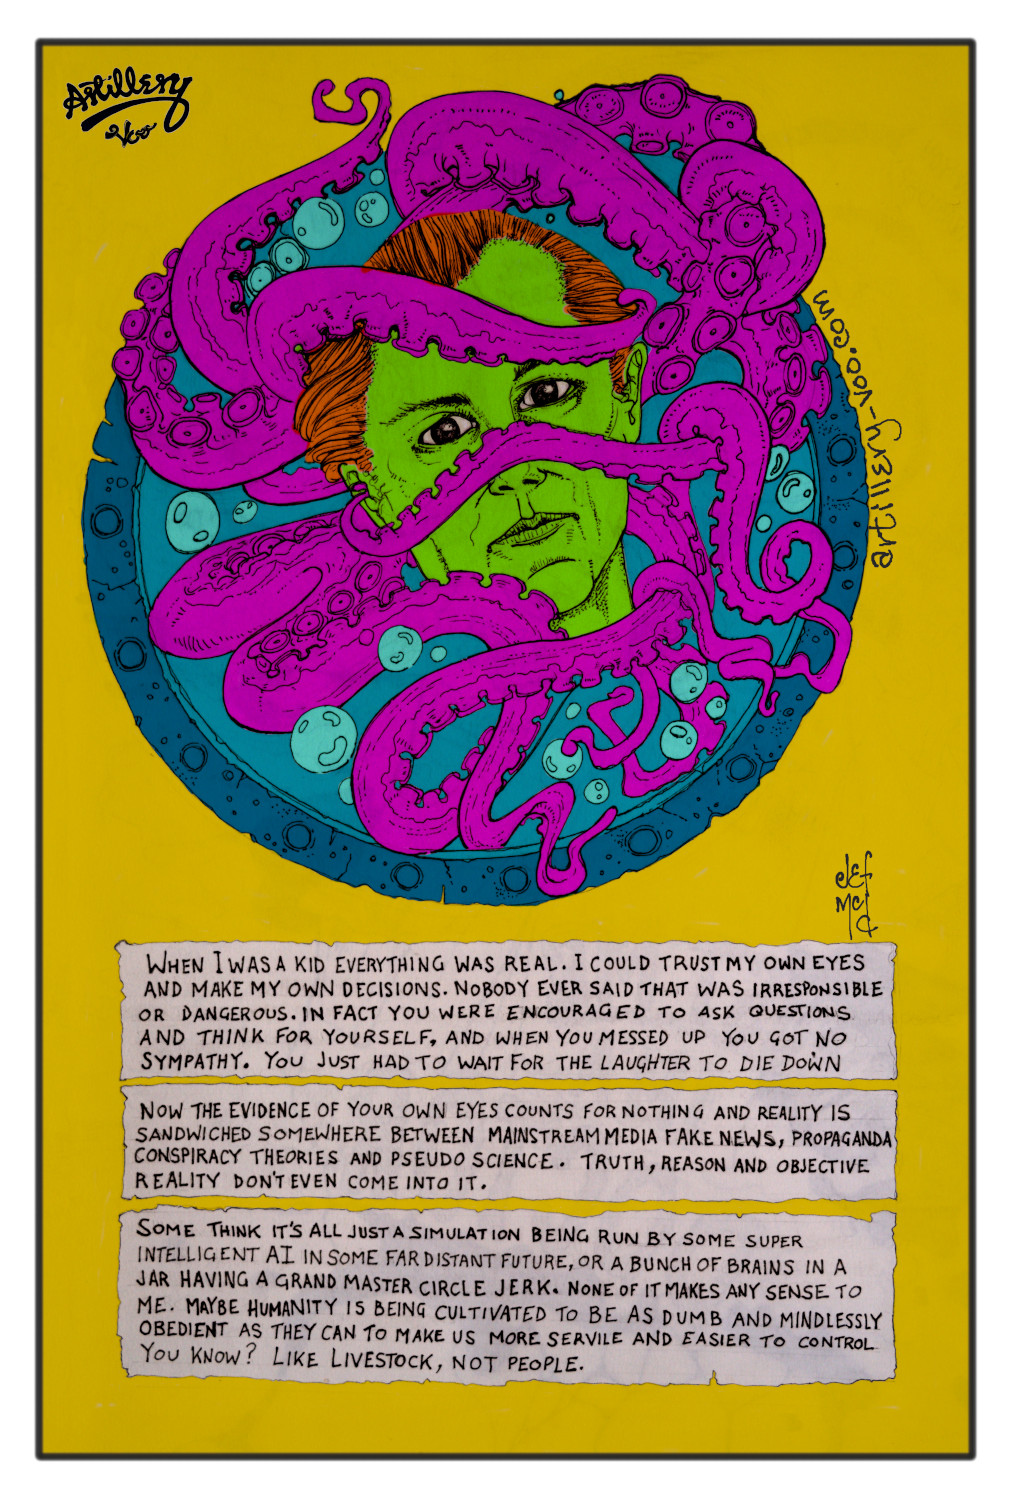 Artillery
Voo
artillery-voo.com
Jef
McC
WHEN I WAS A KID EVERYTHING WAS REAL. I COULD TRUST MY OWN EYES
AND MAKE MY OWN DECISIONS. NOBODY EVER SAID THAT WAS IRRESPONSIBLE
OR DANGEROUS. IN FACT YOU WERE ENCOURAGED TO ASK QUESTIONS
AND THINK FOR YOURSELF, AND WHEN YOU MESSED UP YOU GOT NO
SYMPATHY. YOU JUST HAD TO WAIT FOR THE LAUGHTER TO DIE DOWN
NOW THE EVIDENCE OF YOUR OWN EYES COUNTS FOR NOTHING AND REALITY IS
SANDWICHED SOMEWHERE BETWEEN MAINSTREAM MEDIA FAKE NEWS, PROPAGANDA
CONSPIRACY THEORIES AND PSEUDO SCIENCE. TRUTH, REASON AND OBJECTIVE
REALITY DON'T EVEN COME INTO IT.
SOME THINK IT'S ALL JUST A SIMULATION BEING RUN BY SOME SUPER
INTELLIGENT AI IN SOME FAR DISTANT FUTURE, OR A BUNCH OF BRAINS IN A
JAR HAVING A GRAND MASTER CIRCLE JERK. NONE OF IT MAKES ANY SENSE TO
ME. MAYBE HUMANITY IS BEING CULTIVATED TO BE AS DUMB AND MINDLESSLY
OBEDIENT AS THEY CAN TO MAKE US MORE SERVILE AND EASIER TO CONTROL
YOU KNOW? LIKE LIVESTOCK, NOT PEOPLE.